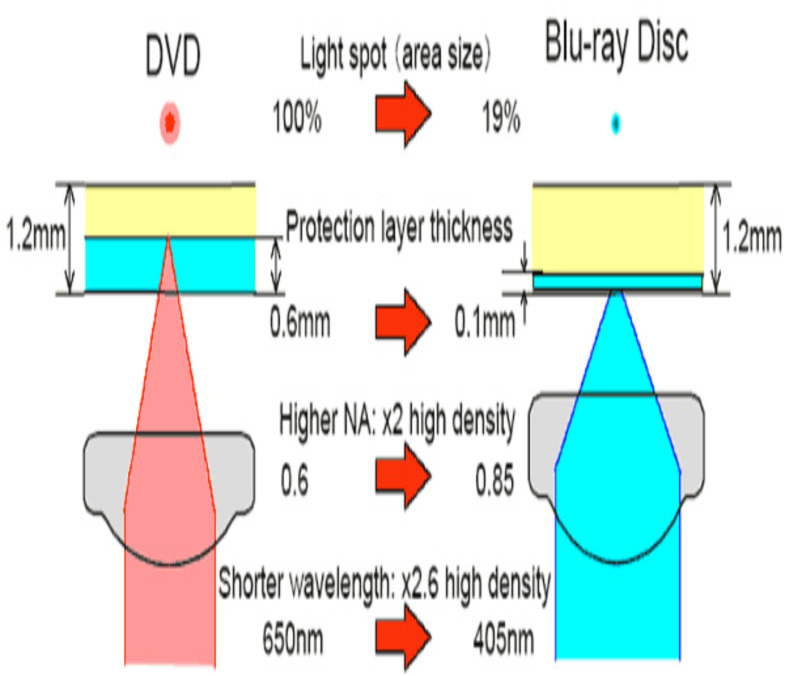 DVD
Light spot (area size)
Blu-ray Disc
100%
19%
1.2mm
Protection layer thickness
1.2mm
0.6mm
0.1mm
Higher NA: x2 high density
0.6
0.85
Shorter wavelength: x2.6 high density
650nm
405nm